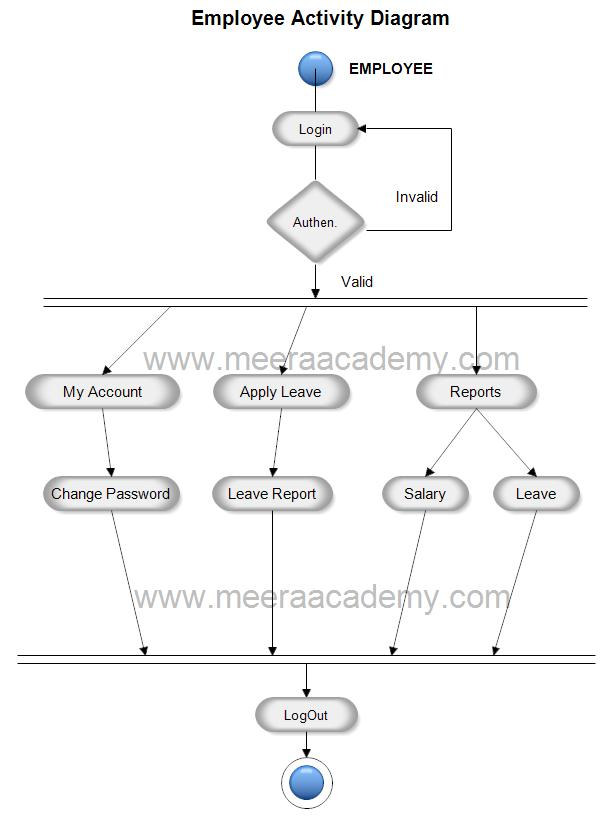 Employee Activity Diagram
EMPLOYEE
Login
Invalid
Authen.
Valid
www.meeraacademy.com
My Account
Apply Leave
Reports
Change Password
Leave Report
Salary
Leave
www.meeraacademy.com
LogOut